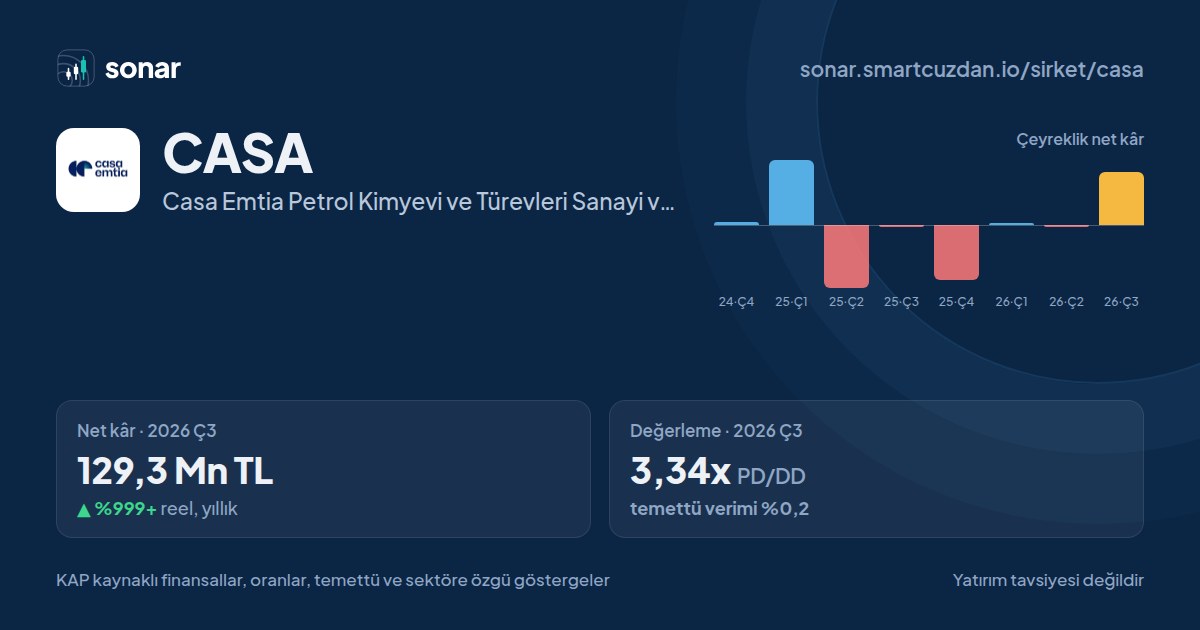 sonar
sonar.smartcuzdan.io/sirket/casa
casa
emtia
CASA
Casa Emtia Petrol Kimyevi ve Türevleri Sanayi v…
Çeyreklik net kâr
24·Ç4 25·Ç1 25·Ç2 25·Ç3 25·Ç4 26·Ç1 26·Ç2 26·Ç3
Net kâr · 2026 Ç3
129,3 Mn TL
▲ %999+ reel, yıllık
Değerleme · 2026 Ç3
3,34x PD/DD
temettü verimi %0,2
KAP kaynaklı finansallar, oranlar, temettü ve sektöre özgü göstergeler
Yatırım tavsiyesi değildir